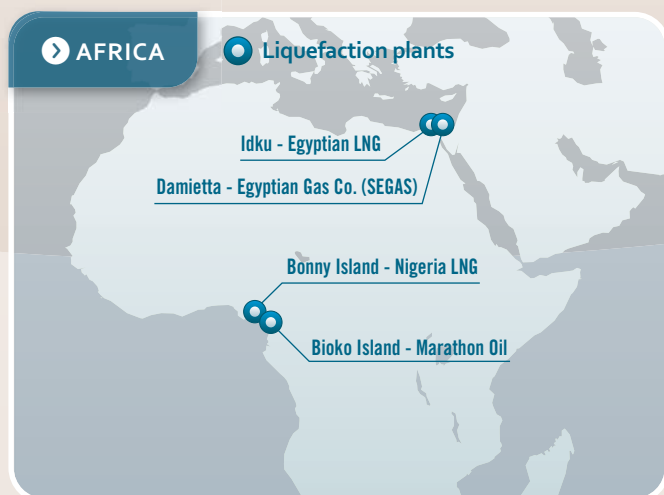 AFRICA
Liquefaction plants
Idku - Egyptian LNG
Damietta - Egyptian Gas Co. (SEGAS)
Bonny Island - Nigeria LNG
Bioko Island - Marathon Oil